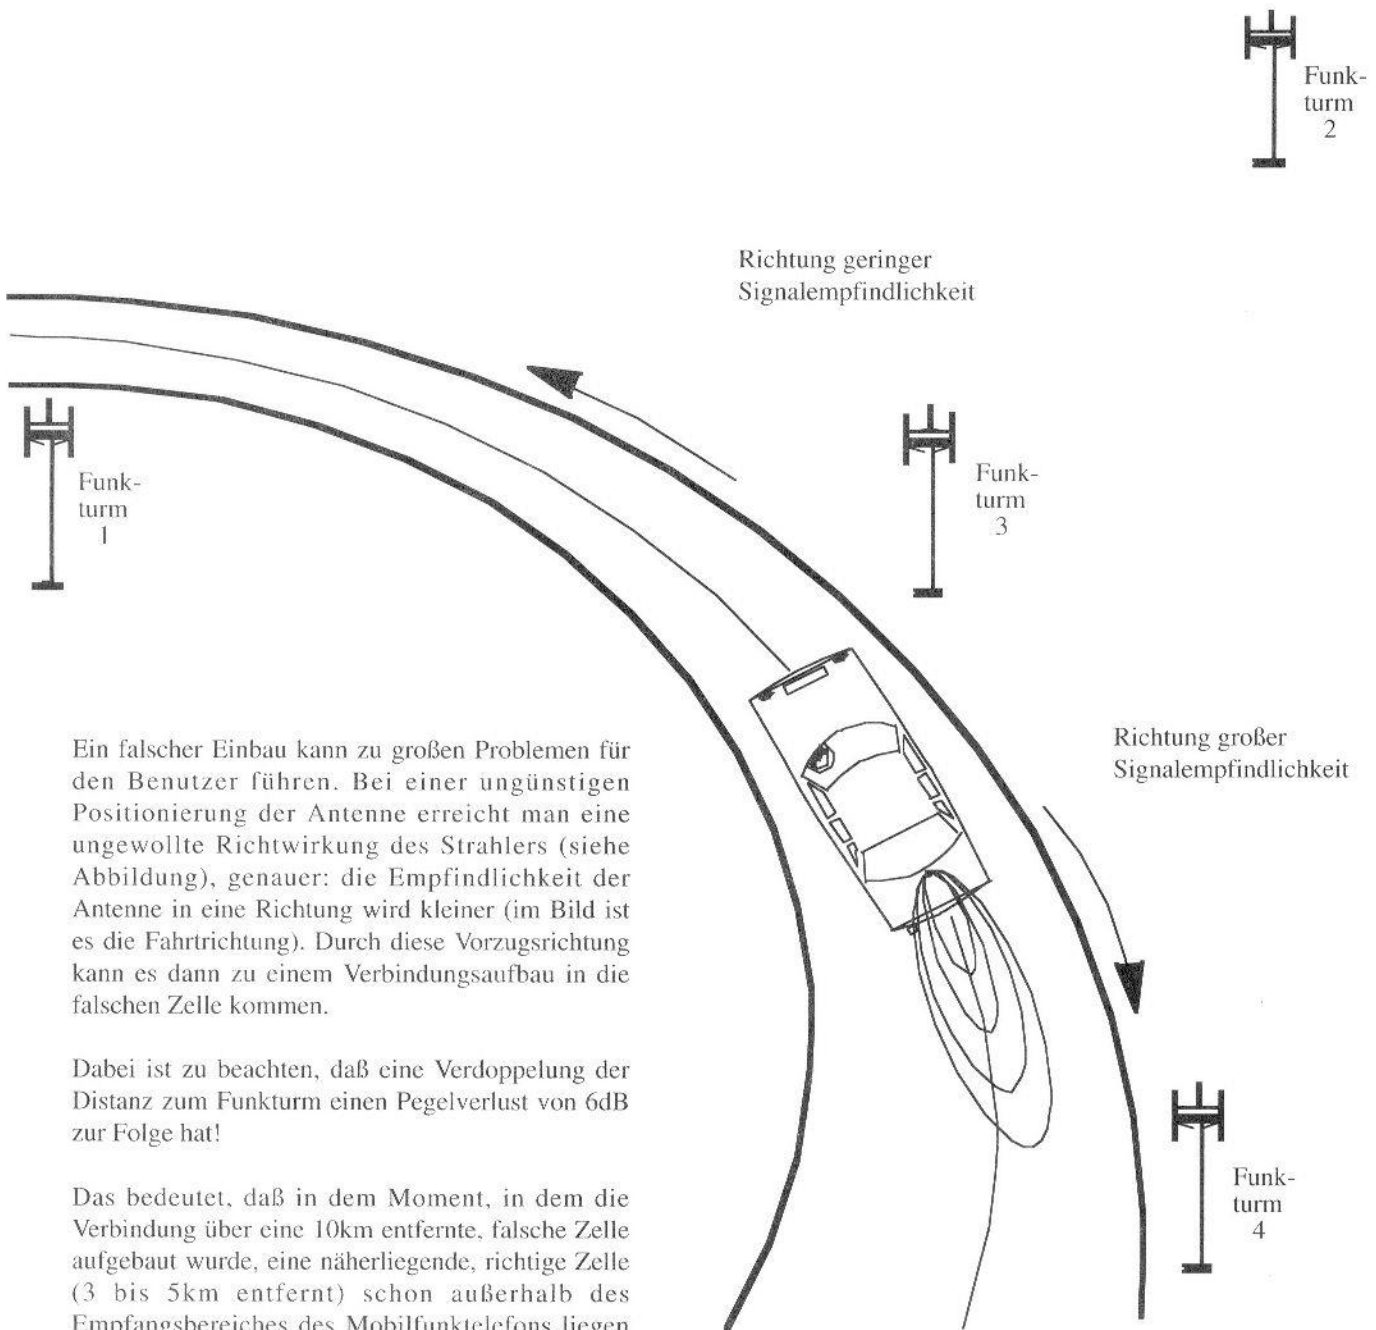 Funk-
turm
2
Richtung geringer
Signalempfindlichkeit
Funk-
turm
1
Funk-
turm
3
Richtung großer
Signalempfindlichkeit
Ein falscher Einbau kann zu großen Problemen für
den Benutzer führen. Bei einer ungünstigen
Positionierung der Antenne erreicht man eine
ungewollte Richtwirkung des Strahlers (siehe
Abbildung), genauer: die Empfindlichkeit der
Antenne in eine Richtung wird kleiner (im Bild ist
es die Fahrtrichtung). Durch diese Vorzugsrichtung
kann es dann zu einem Verbindungsaufbau in die
falschen Zelle kommen.
Dabei ist zu beachten, daß eine Verdoppelung der
Distanz zum Funkturm einen Pegelverlust von 6dB
zur Folge hat!
Das bedeutet, daß in dem Moment, in dem die
Verbindung über eine 10km entfernte, falsche Zelle
aufgebaut wurde, eine näherliegende, richtige Zelle
(3 bis 5km entfernt) schon außerhalb des
Empfangsbereiches des Mobilfunktelefons liegen
Funk-
turm
4